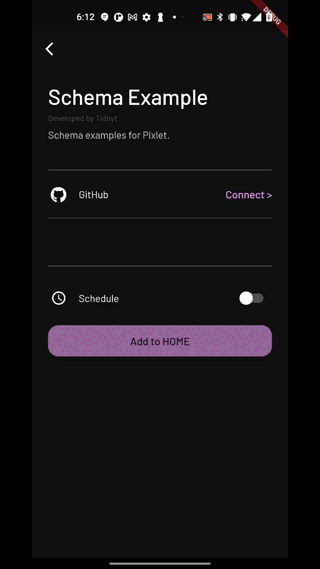 6:12
DEBUG
Schema Example
Developed by Tidbyt
Schema examples for Pixlet.
GitHub
Connect >
Schedule
Add to HOME